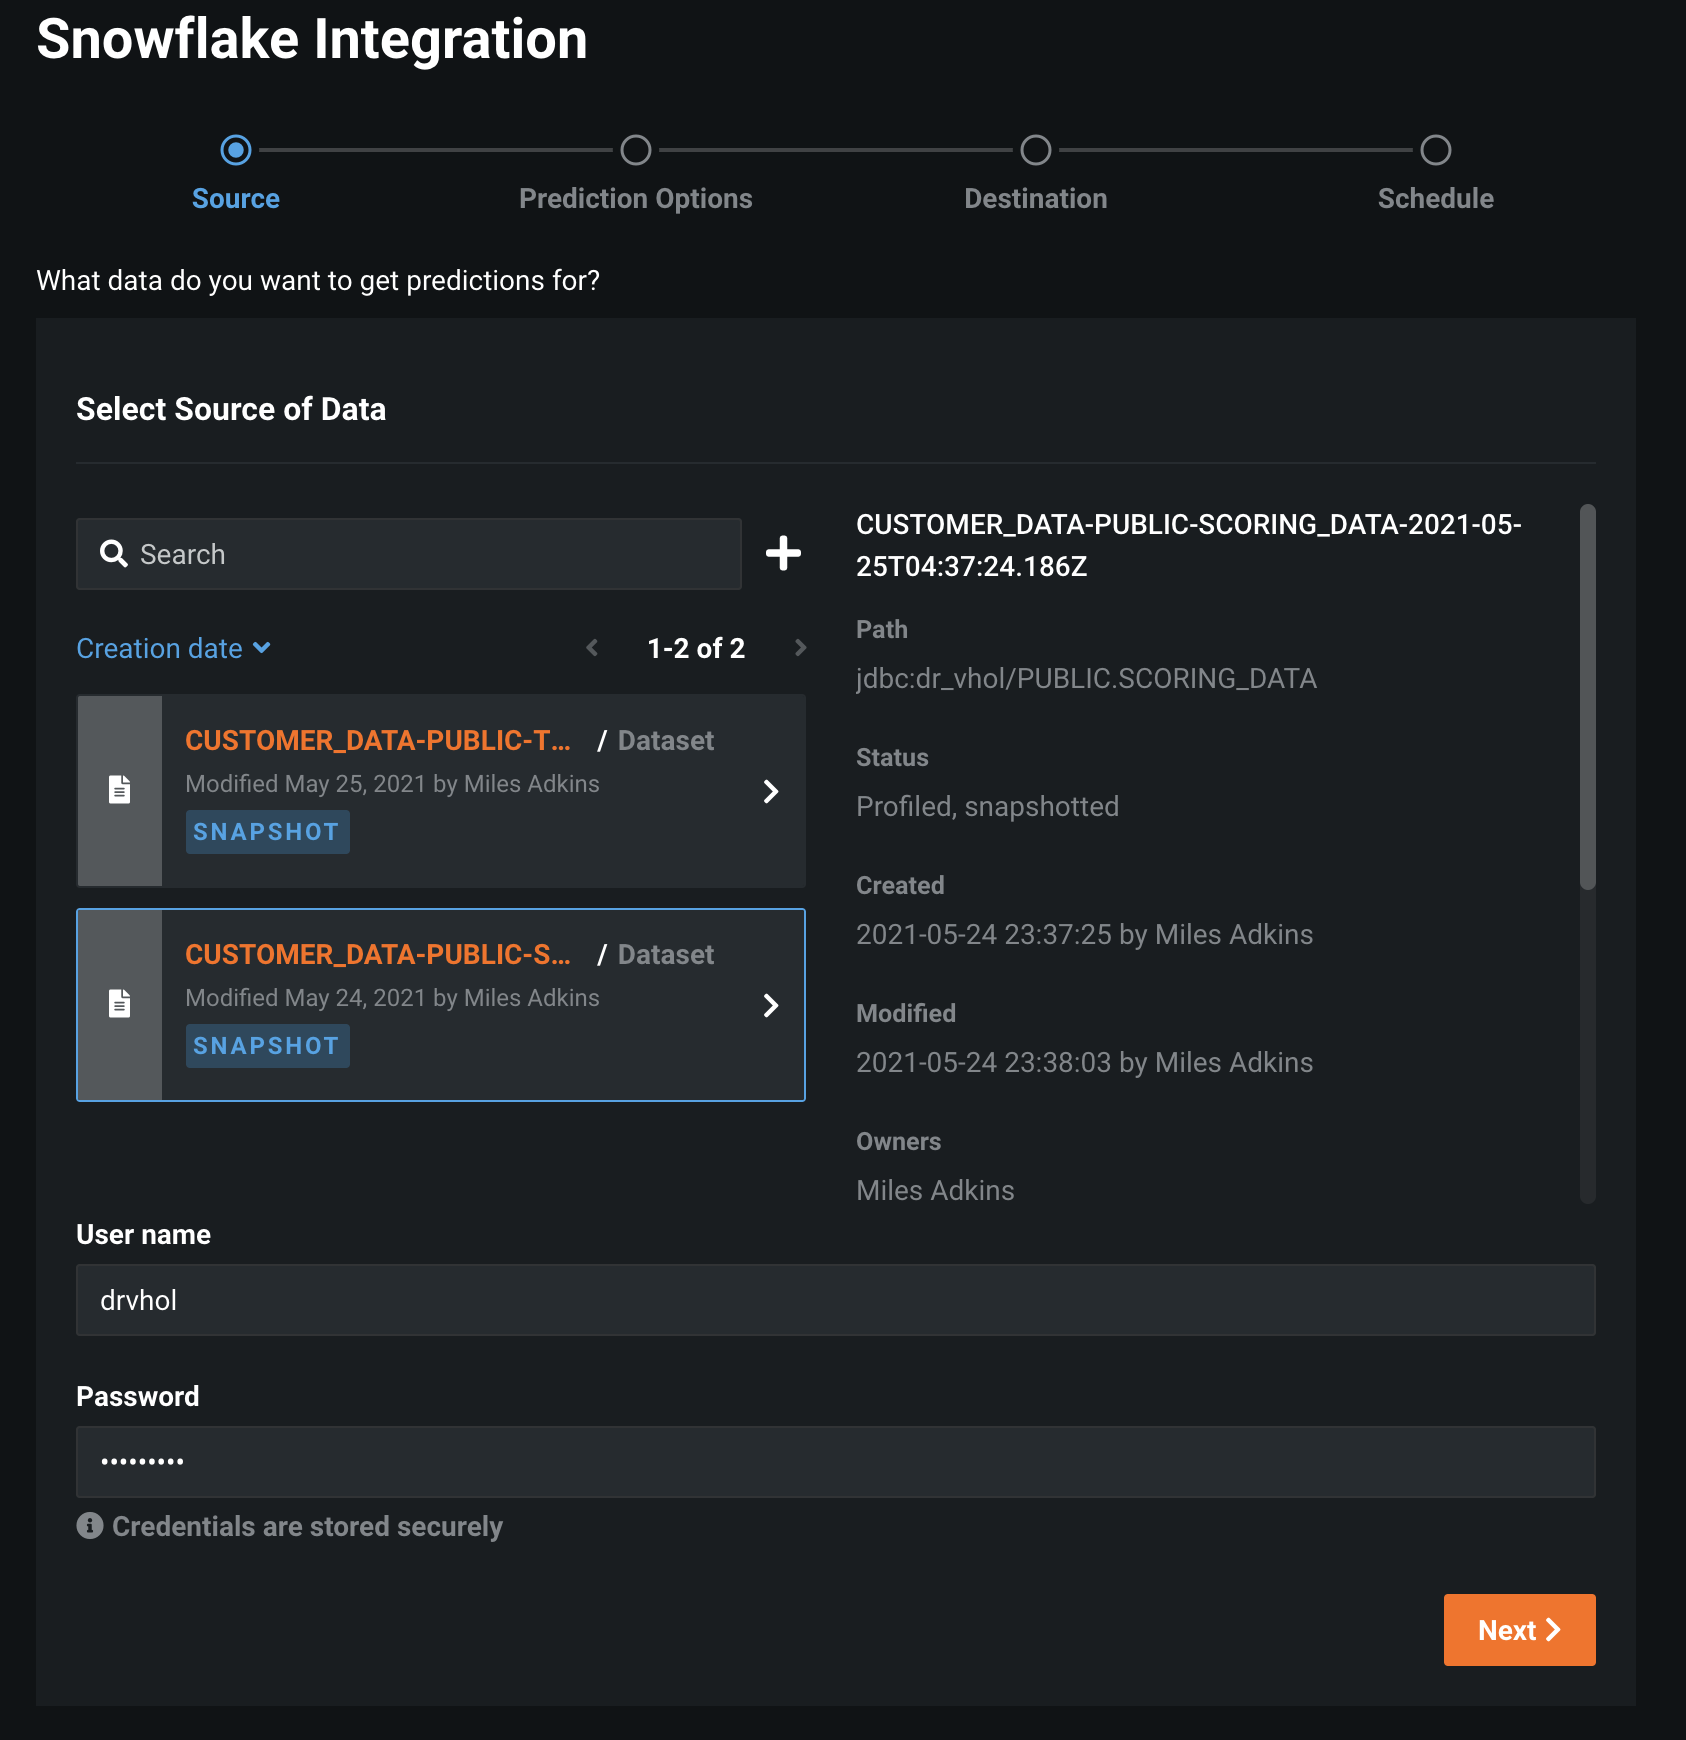 Snowflake Integration
Source
Prediction Options
Destination
Schedule
What data do you want to get predictions for?
Select Source of Data
Search
Creation date
1-2 of 2
CUSTOMER_DATA-PUBLIC-T... / Dataset
Modified May 25, 2021 by Miles Adkins
SNAPSHOT
CUSTOMER_DATA-PUBLIC-S... / Dataset
Modified May 24, 2021 by Miles Adkins
SNAPSHOT
CUSTOMER_DATA-PUBLIC-SCORING_DATA-2021-05-
25T04:37:24.186Z
Path
jdbc:dr_vhol/PUBLIC.SCORING_DATA
Status
Profiled, snapshotted
Created
2021-05-24 23:37:25 by Miles Adkins
Modified
2021-05-24 23:38:03 by Miles Adkins
Owners
Miles Adkins
User name
drvhol
Password
•••••••••
Credentials are stored securely
Next